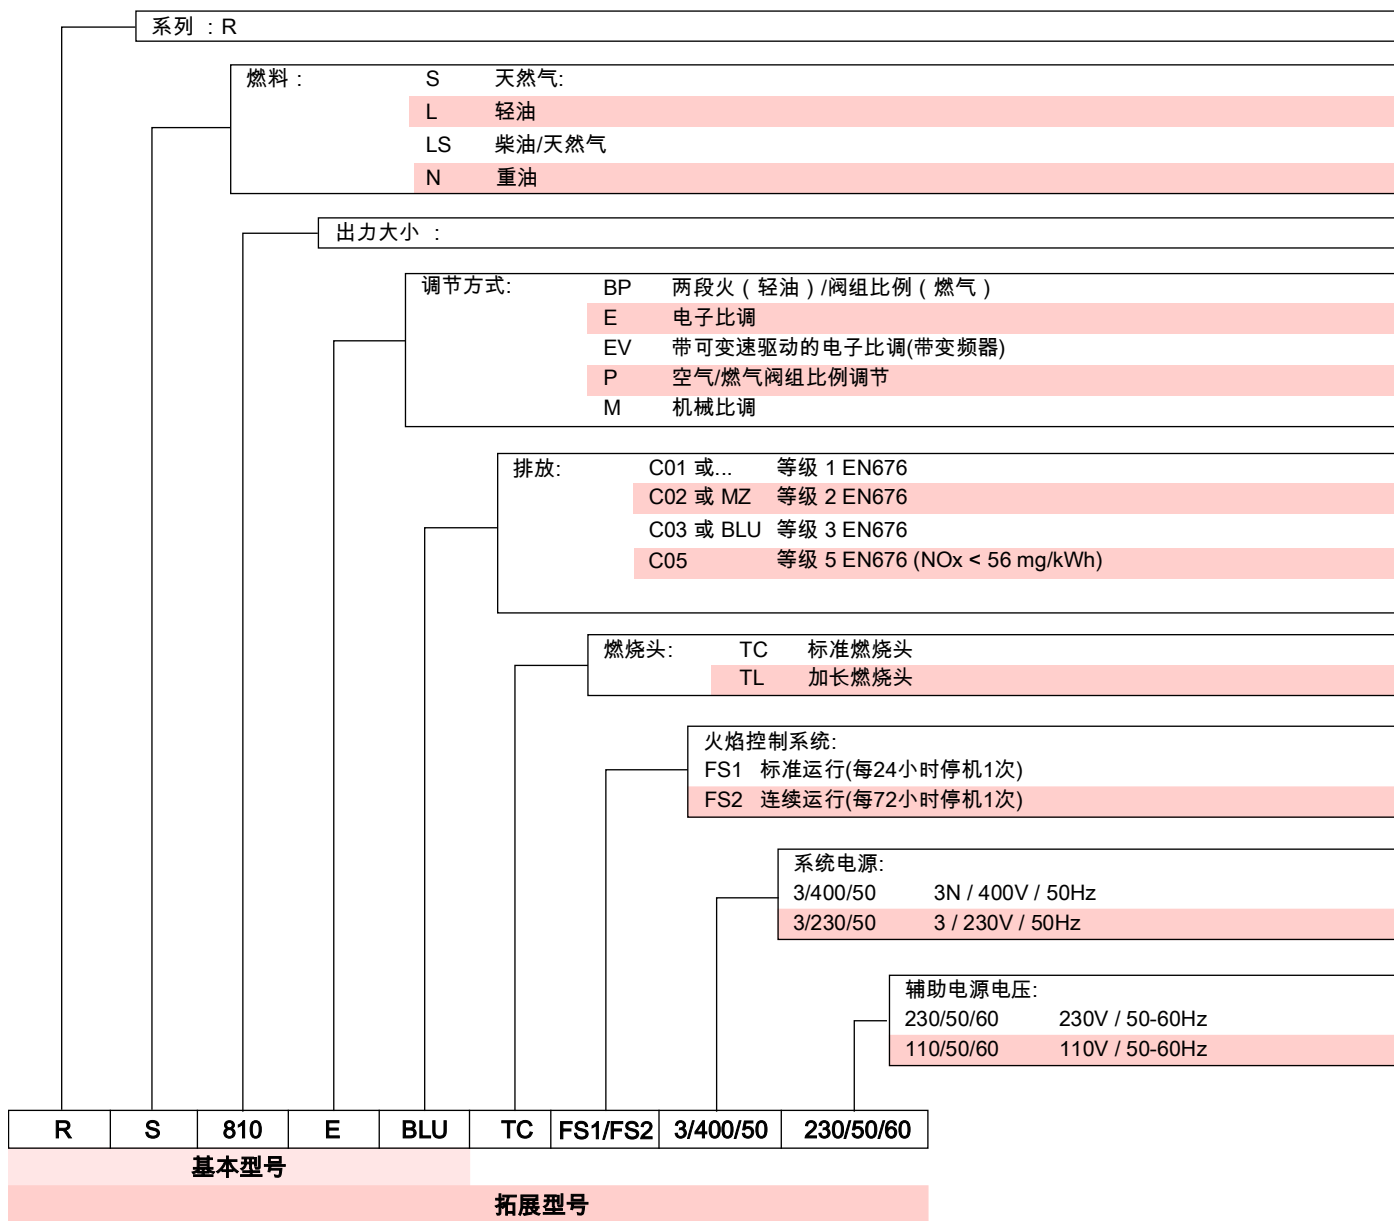 系列 : R
燃料 : S 天然气:
L 轻油
LS 柴油/天然气
N 重油
出力大小 :
调节方式: BP 两段火 ( 轻油 ) /阀组比例 ( 燃气 )
E 电子比调
EV 带可变速驱动的电子比调(带变频器)
P 空气/燃气阀组比例调节
M 机械比调
排放: C01 或... 等级 1 EN676
C02 或 MZ 等级 2 EN676
C03 或 BLU 等级 3 EN676
C05 等级 5 EN676 (NOx < 56 mg/kWh)
燃烧头: TC 标准燃烧头
TL 加长燃烧头
火焰控制系统:
FS1 标准运行(每24小时停机1次)
FS2 连续运行(每72小时停机1次)
系统电源:
3/400/50 3N / 400V / 50Hz
3/230/50 3 / 230V / 50Hz
辅助电源电压:
230/50/60 230V / 50-60Hz
110/50/60 110V / 50-60Hz
R S 810 E BLU TC FS1/FS2 3/400/50 230/50/60
基本型号
拓展型号